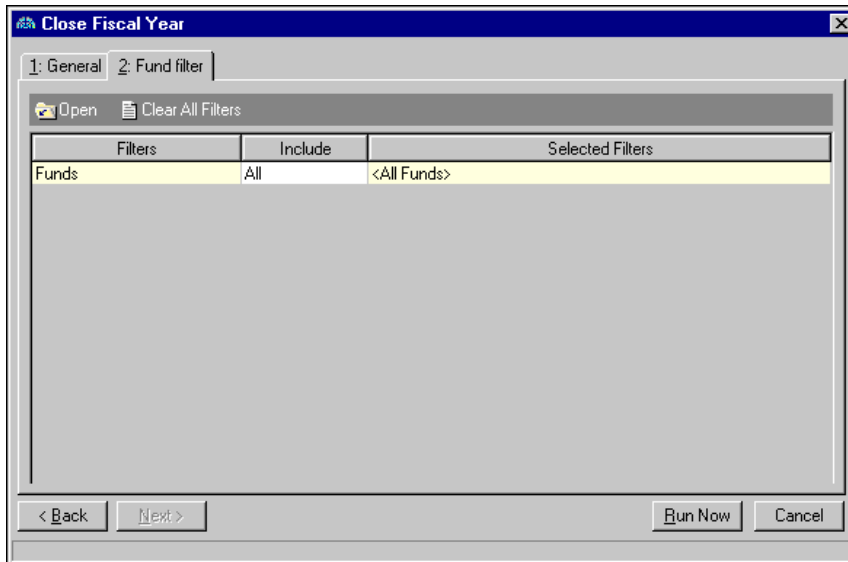 Close Fiscal Year
1: General 2: Fund filter
Open Clear All Filters
Filters Include Selected Filters
Funds All <All Funds>
< Back Next > Run Now Cancel